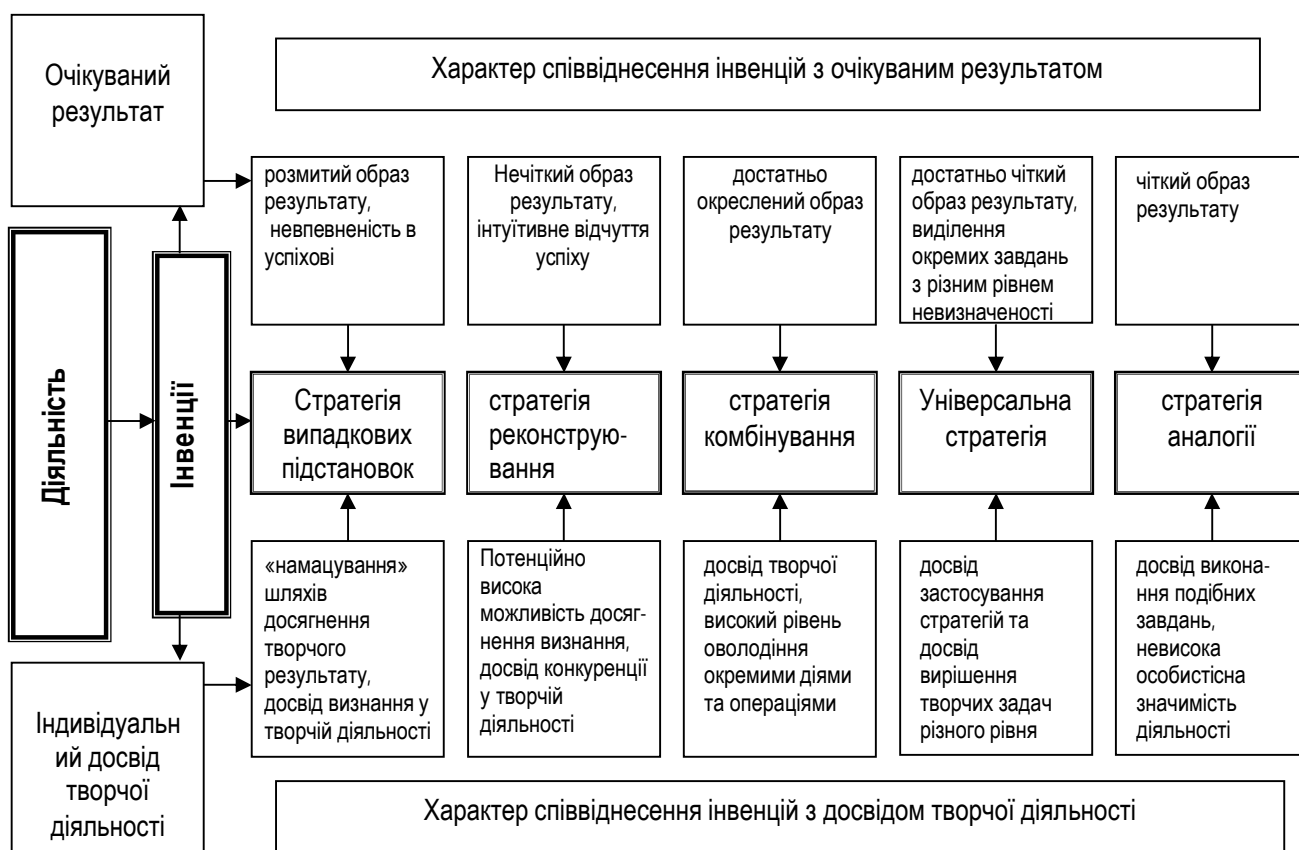 Очікуваний
результат
Характер співвіднесення інвенцій з очікуваним результатом
розмитий образ
результату,
невпевненість в
успіхові
Нечіткий образ
результату,
інтуїтивне відчуття
успіху
достатньо
окреслений образ
результату
достатньо чіткий
образ результату,
виділення
окремих завдань
з різним рівнем
невизначеності
чіткий образ
результату
Діяльність
Інвенції
Стратегія
випадкових
підстановок
стратегія
реконструю-
вання
стратегія
комбінування
Універсальна
стратегія
стратегія
аналогії
«намацування»
шляхів
досягнення
творчого
результату,
досвід визнання у
творчій діяльності
Потенційно
висока
можливість досяг-
нення визнання,
досвід конкуренції
у творчій
діяльності
досвід творчої
діяльності,
високий рівень
оволодіння
окремими діями
та операціями
досвід
застосування
стратегій та
досвід
вирішення
творчих задач
різного рівня
досвід викона-
ння подібних
завдань,
невисока
особистісна
значимість
діяльності
Індивідуальн
ий досвід
творчої
діяльності
Характер співвіднесення інвенцій з досвідом творчої діяльності